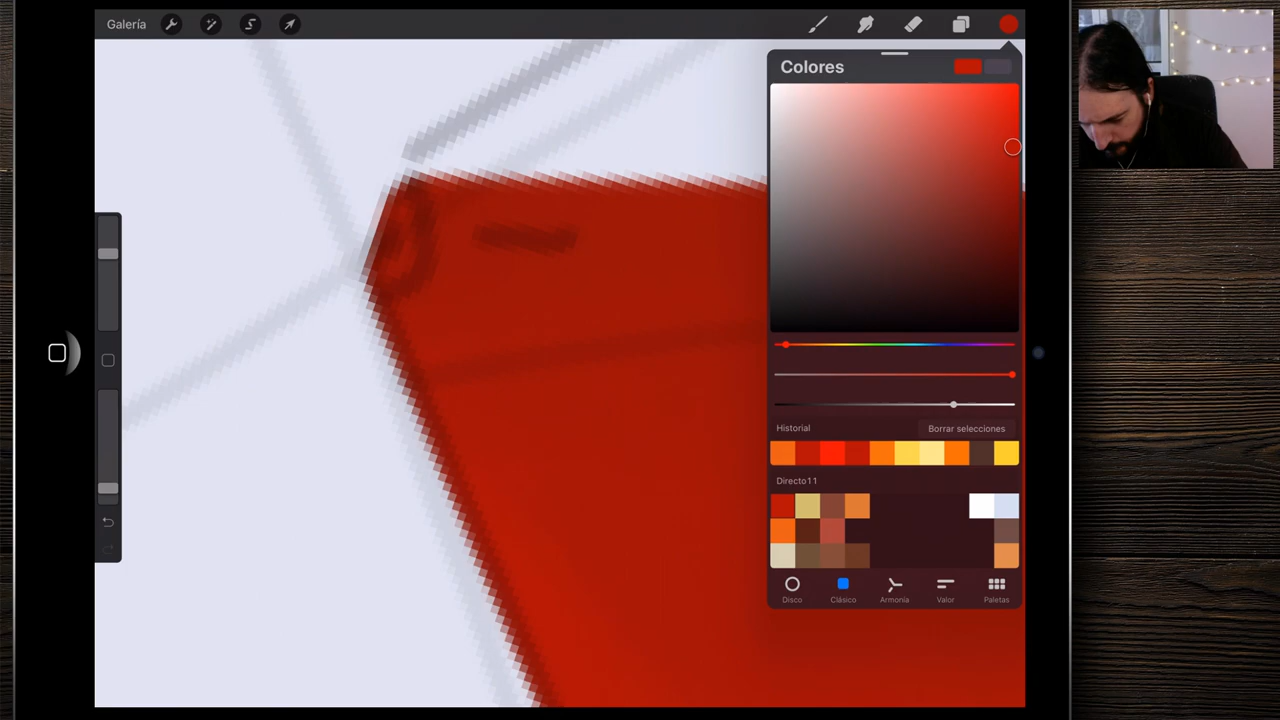 Galería
Colores
Historial
Borrar selecciones
Directo11
Disco
Clásico
Armonía
Valor
Paletas